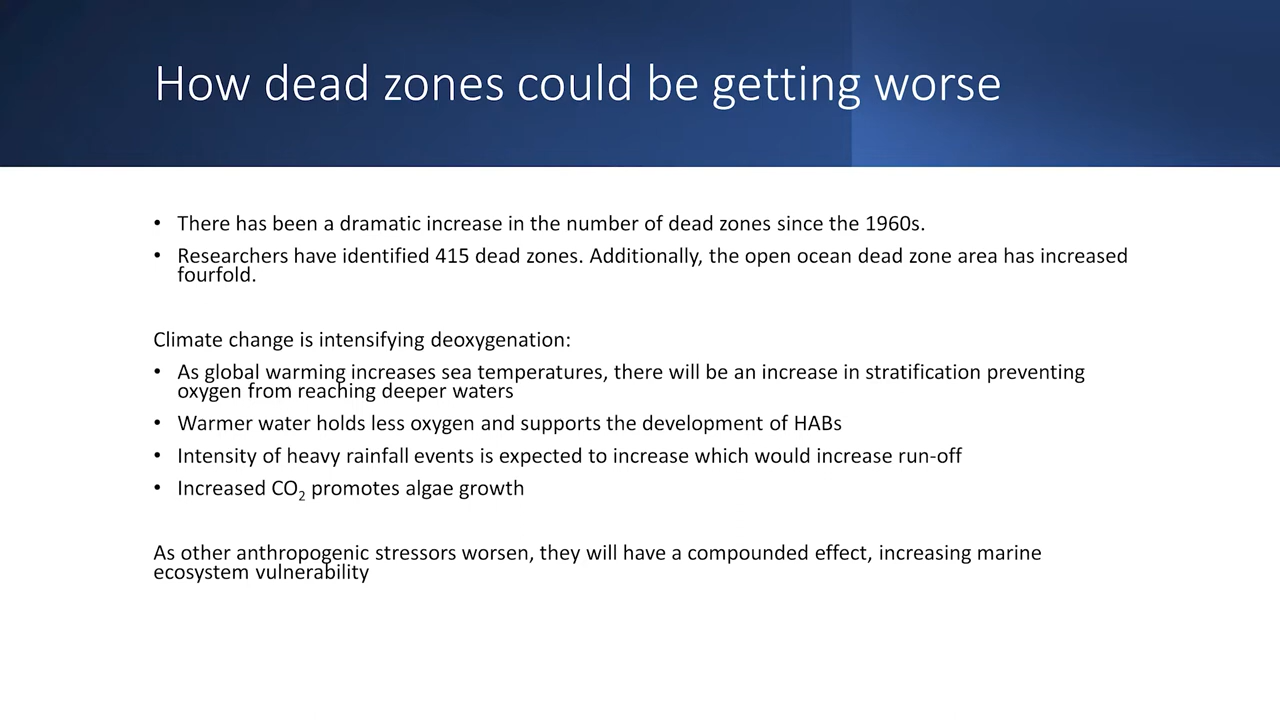 How dead zones could be getting worse
• There has been a dramatic increase in the number of dead zones since the 1960s.
• Researchers have identified 415 dead zones. Additionally, the open ocean dead zone area has increased
fourfold.
Climate change is intensifying deoxygenation:
• As global warming increases sea temperatures, there will be an increase in stratification preventing
oxygen from reaching deeper waters
• Warmer water holds less oxygen and supports the development of HABs
• Intensity of heavy rainfall events is expected to increase which would increase run-off
• Increased CO₂ promotes algae growth
As other anthropogenic stressors worsen, they will have a compounded effect, increasing marine
ecosystem vulnerability